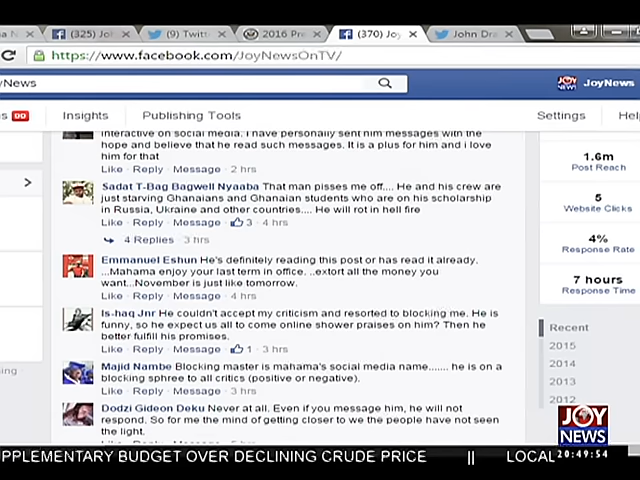 (325) Jo
(9) Twitt
2016 Pre
(370) Joy
John Dra
https://www.facebook.com/JoyNewsOnTV/
yNews
JOY NEWS
JoyNews
Insights
Publishing Tools
Settings
Help
interactive on social media. I have personally sent him messages with the
hope and believe that he read such messages. It is a plus for him and i love
him for that
Like · Reply · Message · 2 hrs
Sadat T-Bag Bagwell Nyaaba That man pisses me off.... He and his crew are
just starving Ghanaians and Ghanaian students who are on his scholarship
in Russia, Ukraine and other countries.... He will rot in hell fire
Like · Reply · Message · 3 · 4 hrs
4 Replies · 3 hrs
Emmanuel Eshun He's definitely reading this post or has read it already.
...Mahama enjoy your last term in office. ..extort all the money you
want...November is just like tomorrow.
Like · Reply · Message · 4 hrs
Is-haq Jnr He couldn't accept my criticism and resorted to blocking me. He is
funny, so he expect us all to come online shower praises on him? Then he
better fulfill his promises.
Like · Reply · Message · 1 · 3 hrs
Majid Nambe Blocking master is mahama's social media name....... he is on a
blocking sphree to all critics (positive or negative).
Like · Reply · Message · 3 hrs
Dodzi Gideon Deku Never at all. Even if you message him, he will not
respond. So for me the mind of getting closer to we the people have not seen
the light.
1.6m
Post Reach
5
Website Clicks
4%
Response Rate
7 hours
Response Time
Recent
2015
2014
2013
2012
JOY
NEWS
20:49:54
PPLEMENTARY BUDGET OVER DECLINING CRUDE PRICE || LOCAL